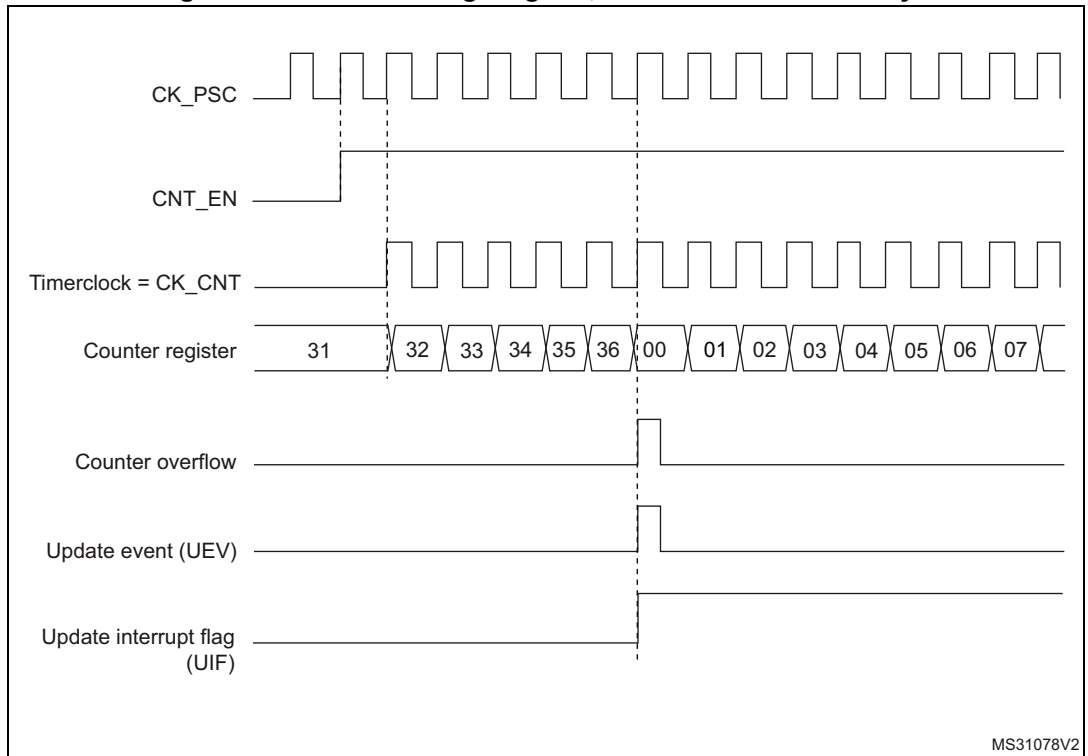 CK_PSC
CNT_EN
Timerclock = CK_CNT
Counter register 31 32 33 34 35 36 00 01 02 03 04 05 06 07
Counter overflow
Update event (UEV)
Update interrupt flag
(UIF)
MS31078V2